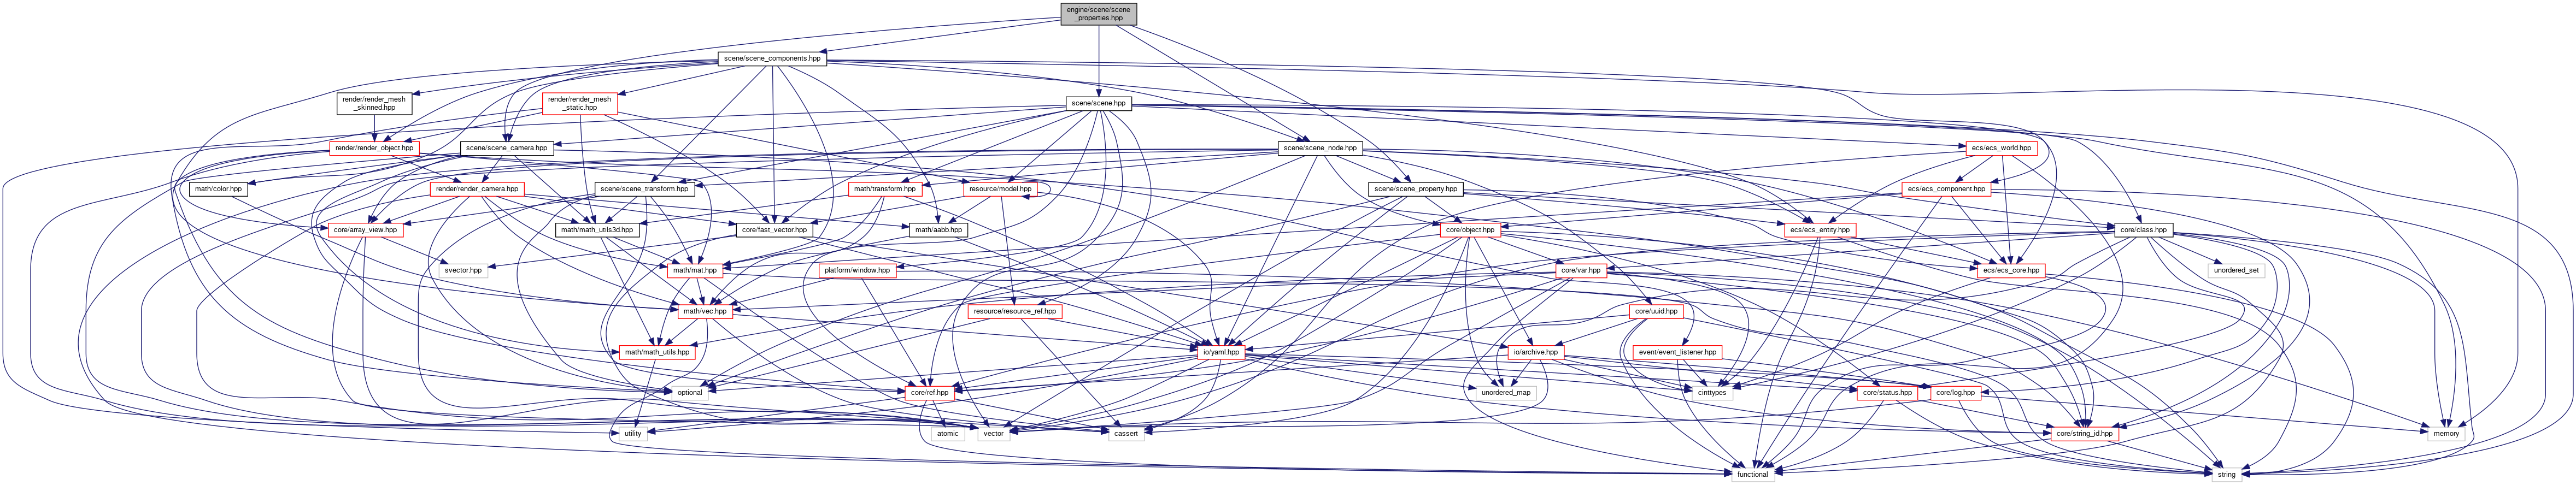 engine/scene/scene
_properties.hpp
scene/scene_components.hpp
render/render_mesh
_skinned.hpp
render/render_mesh
_static.hpp
scene/scene.hpp
render/render_object.hpp
scene/scene_camera.hpp
scene/scene_node.hpp
ecs/ecs_world.hpp
math/color.hpp
render/render_camera.hpp
scene/scene_transform.hpp
math/transform.hpp
resource/model.hpp
scene/scene_property.hpp
ecs/ecs_component.hpp
core/array_view.hpp
math/math_utils3d.hpp
core/fast_vector.hpp
math/aabb.hpp
core/object.hpp
ecs/ecs_entity.hpp
core/class.hpp
svector.hpp
math/mat.hpp
platform/window.hpp
core/var.hpp
ecs/ecs_core.hpp
unordered_set
math/vec.hpp
resource/resource_ref.hpp
core/uuid.hpp
math/math_utils.hpp
io/yaml.hpp
io/archive.hpp
event/event_listener.hpp
optional
core/ref.hpp
unordered_map
cinttypes
core/status.hpp
core/log.hpp
utility
atomic
vector
cassert
core/string_id.hpp
memory
functional
string